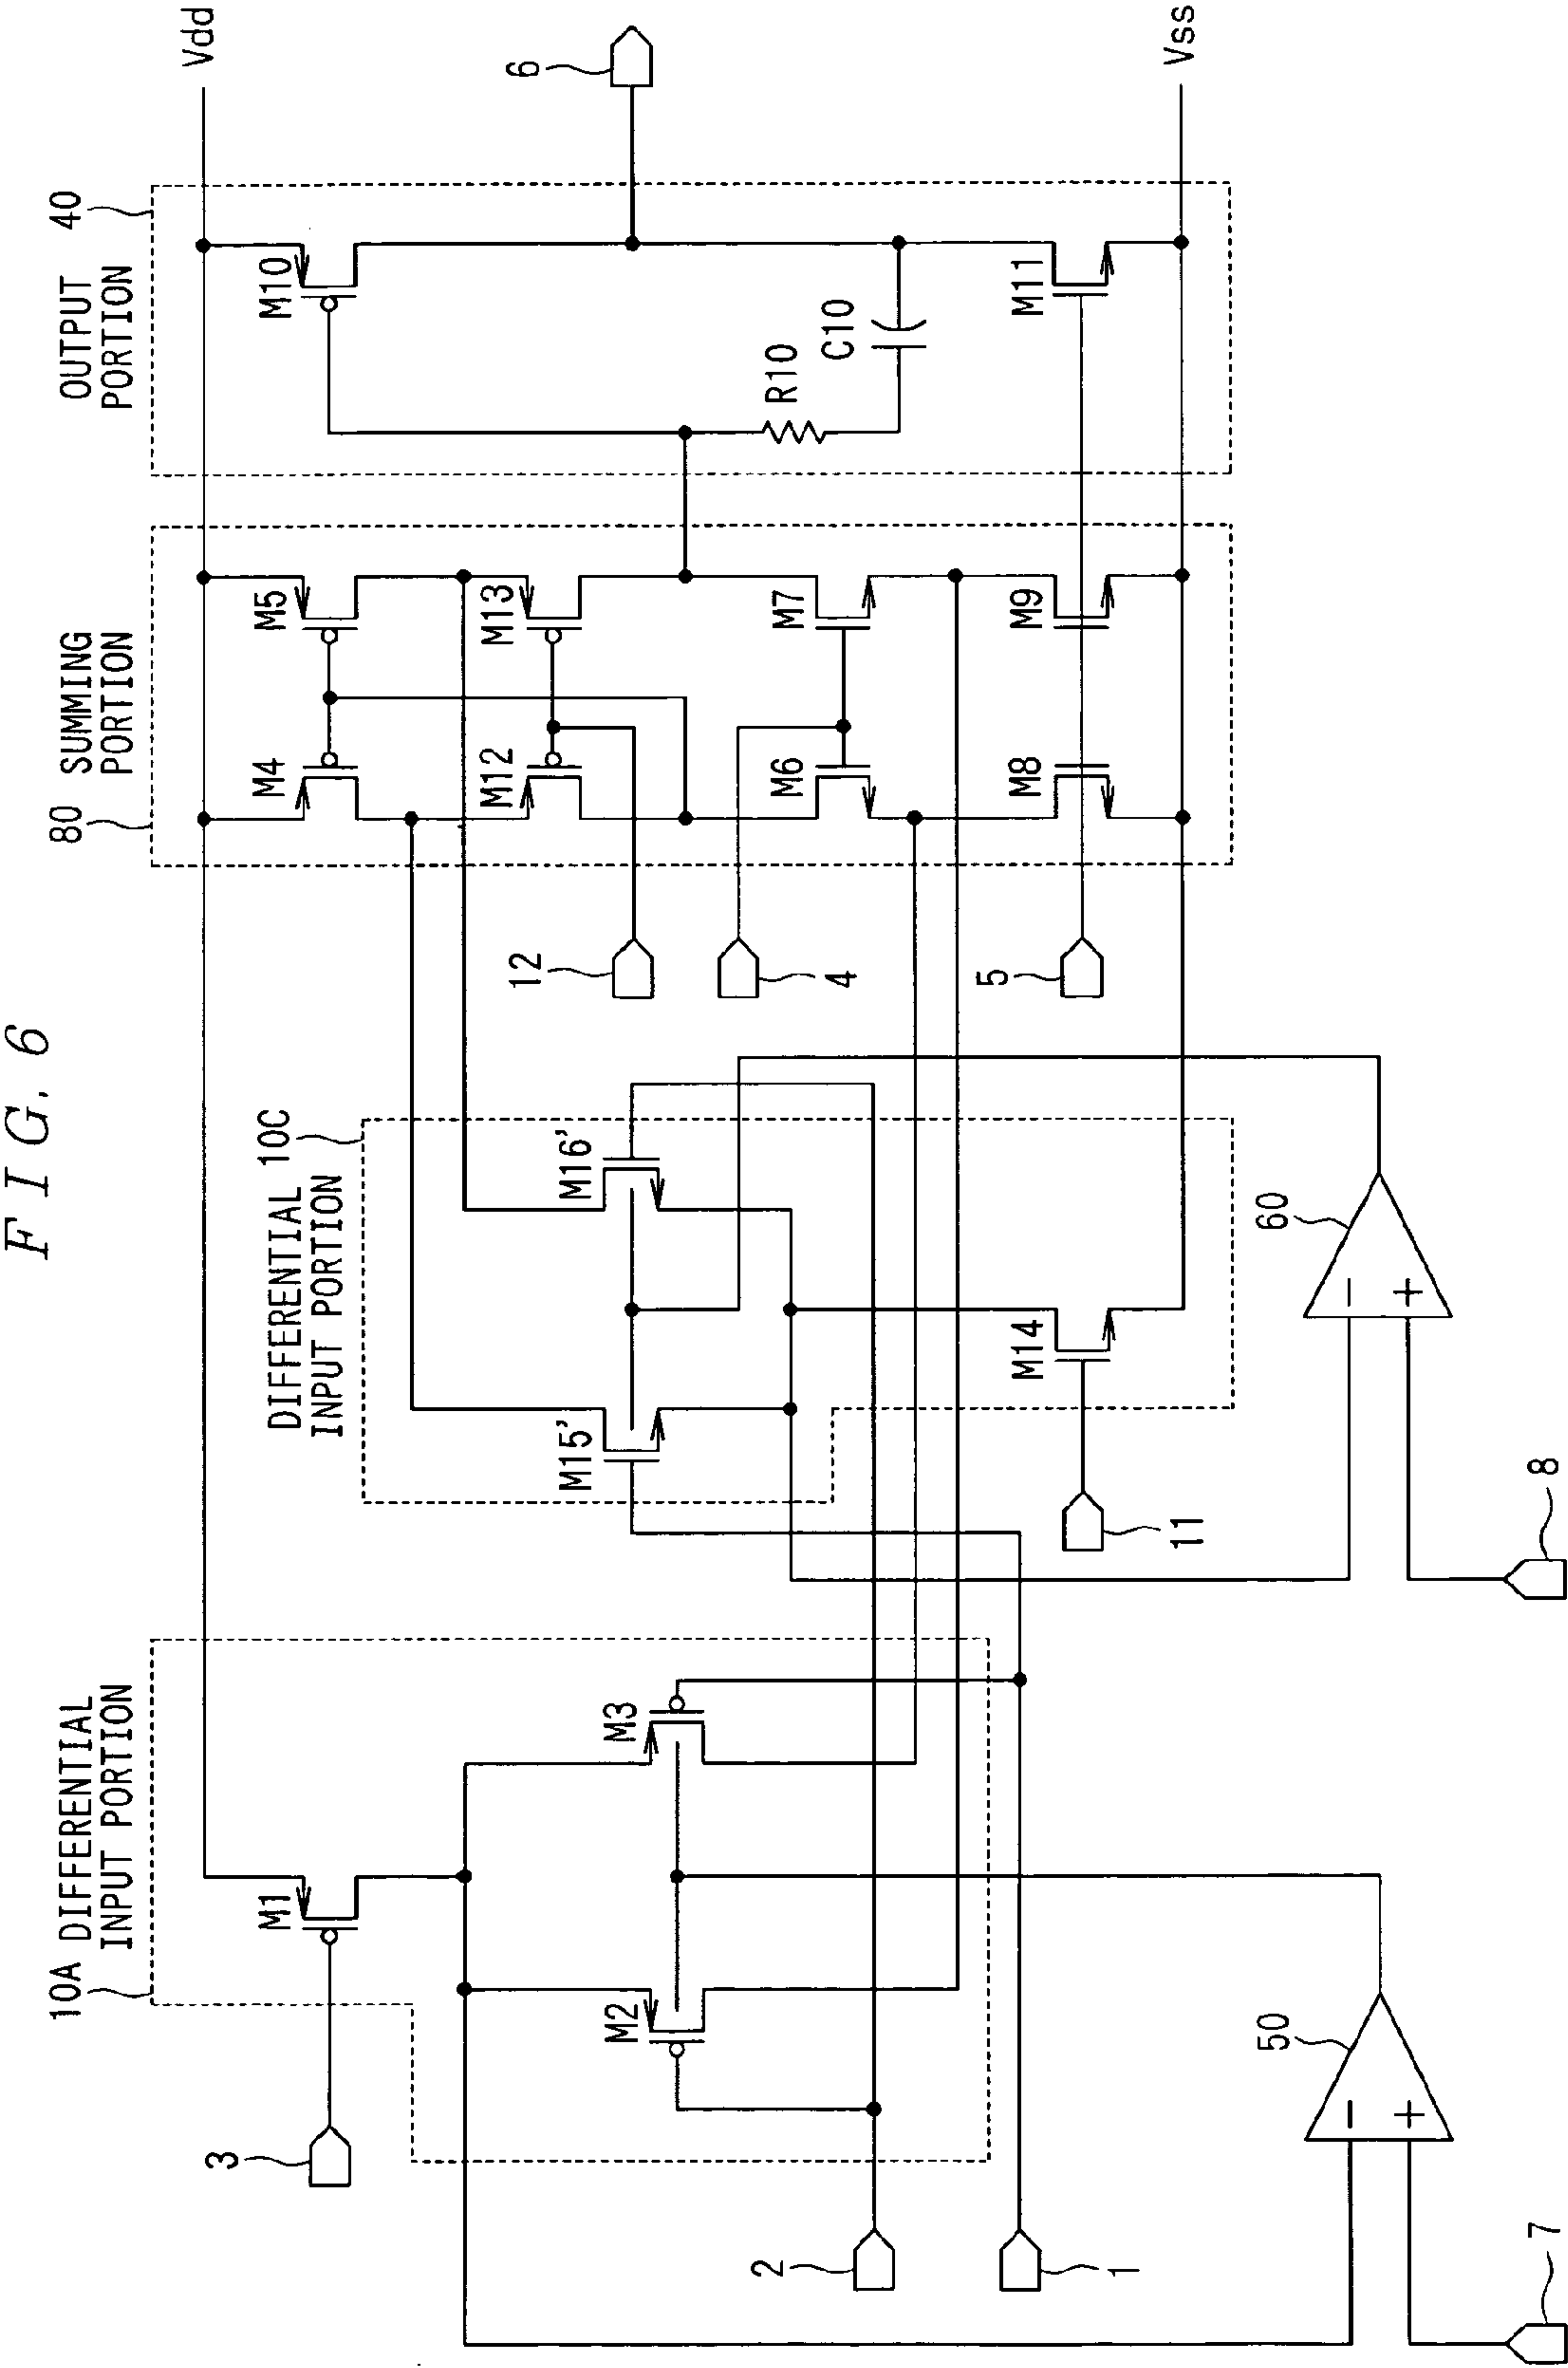 F I G. 6
10A DIFFERENTIAL
INPUT PORTION
DIFFERENTIAL 10C
INPUT PORTION
80 SUMMING
PORTION
OUTPUT 40
PORTION
Vdd
3
M1
M4
M5
M10
M12
M13
M15'
M16'
12
6
M2
M3
2
4
M6
M7
R10
C10
1
11
M14
5
M8
M9
M11
Vss
50
−
+
7
60
−
+
8